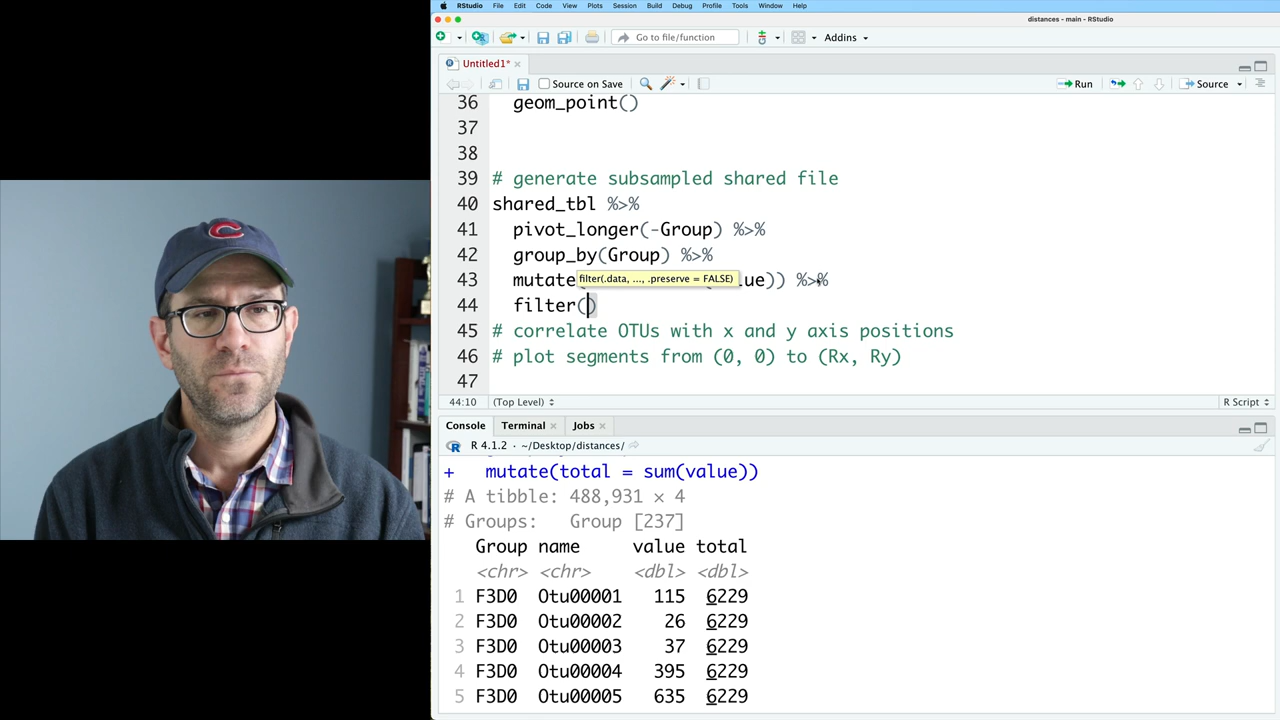 RStudio File Edit Code View Plots Session Build Debug Profile Tools Window Help
distances - main - RStudio
Go to file/function Addins
Untitled1*
Source on Save Run Source
36 geom_point()
37
38
39 # generate subsampled shared file
40 shared_tbl %>%
41 pivot_longer(-Group) %>%
42 group_by(Group) %>%
filter(.data, ..., .preserve = FALSE)
43 mutate ue)) %>%
44 filter()
45 # correlate OTUs with x and y axis positions
46 # plot segments from (0, 0) to (Rx, Ry)
47
44:10 (Top Level) R Script
Console Terminal Jobs
R 4.1.2 · ~/Desktop/distances/
+ mutate(total = sum(value))
# A tibble: 488,931 × 4
# Groups: Group [237]
Group name value total
<chr> <chr> <dbl> <dbl>
1 F3D0 Otu00001 115 6229
2 F3D0 Otu00002 26 6229
3 F3D0 Otu00003 37 6229
4 F3D0 Otu00004 395 6229
5 F3D0 Otu00005 635 6229